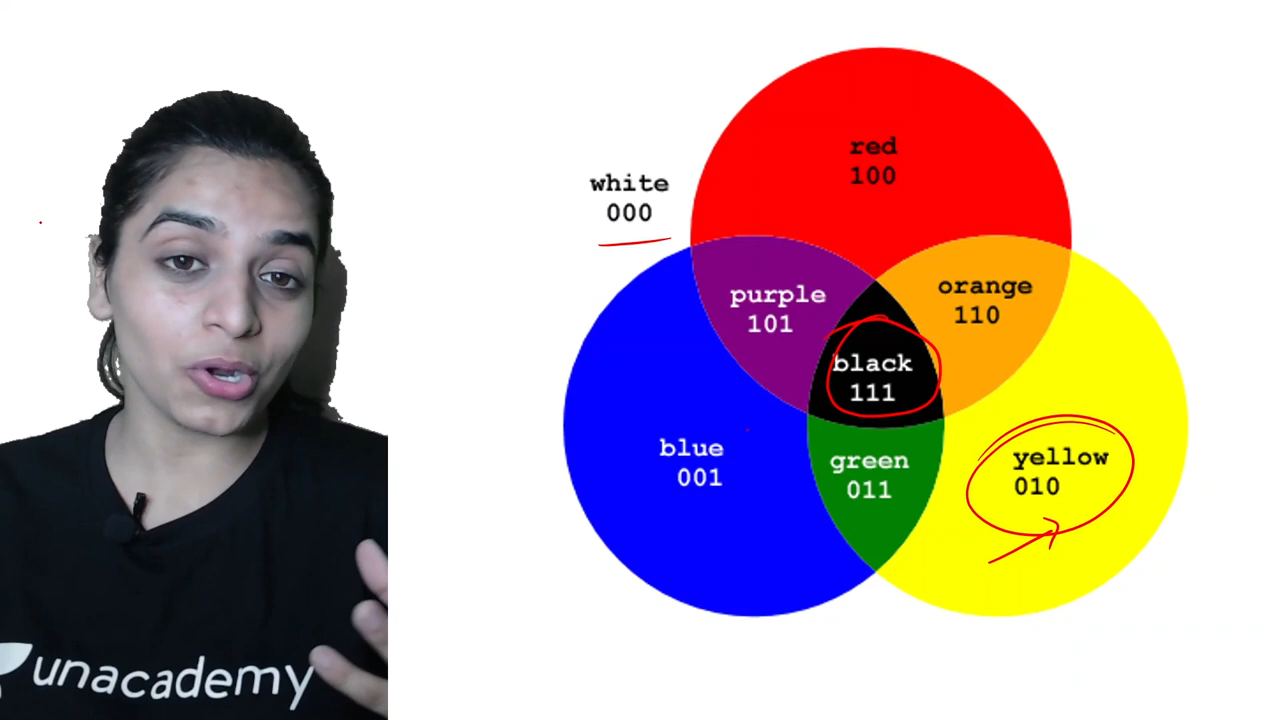 red
100
white
000
purple
101
orange
110
black
111
blue
001
green
011
yellow
010
unacademy